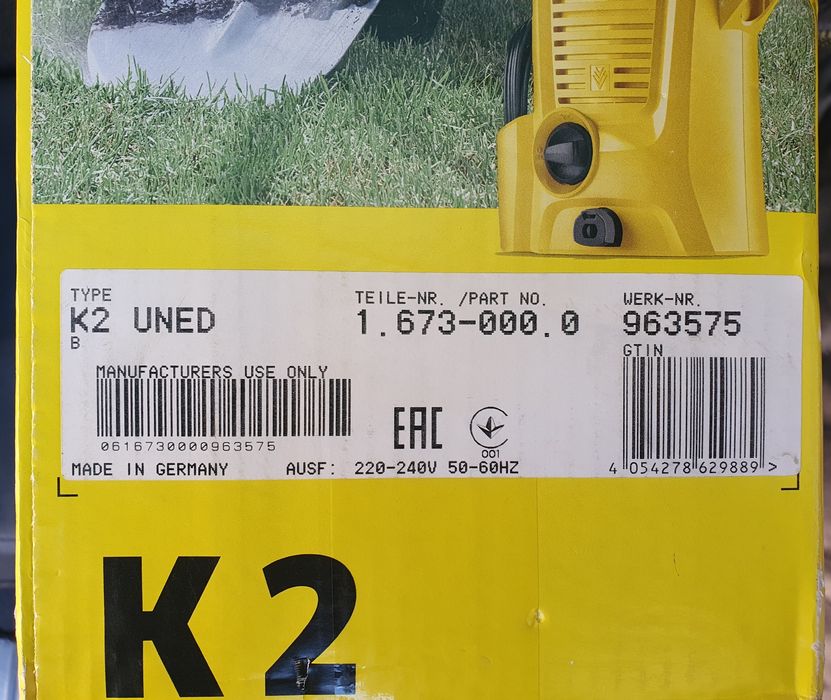 TYPE
K2 UNED
B
TEILE-NR. /PART NO.
1.673-000.0
WERK-NR.
963575
GTIN
MANUFACTURERS USE ONLY
0616730000963575
EAC
001
4 054278 629889 >
MADE IN GERMANY
AUSF: 220-240V 50-60HZ
K 2